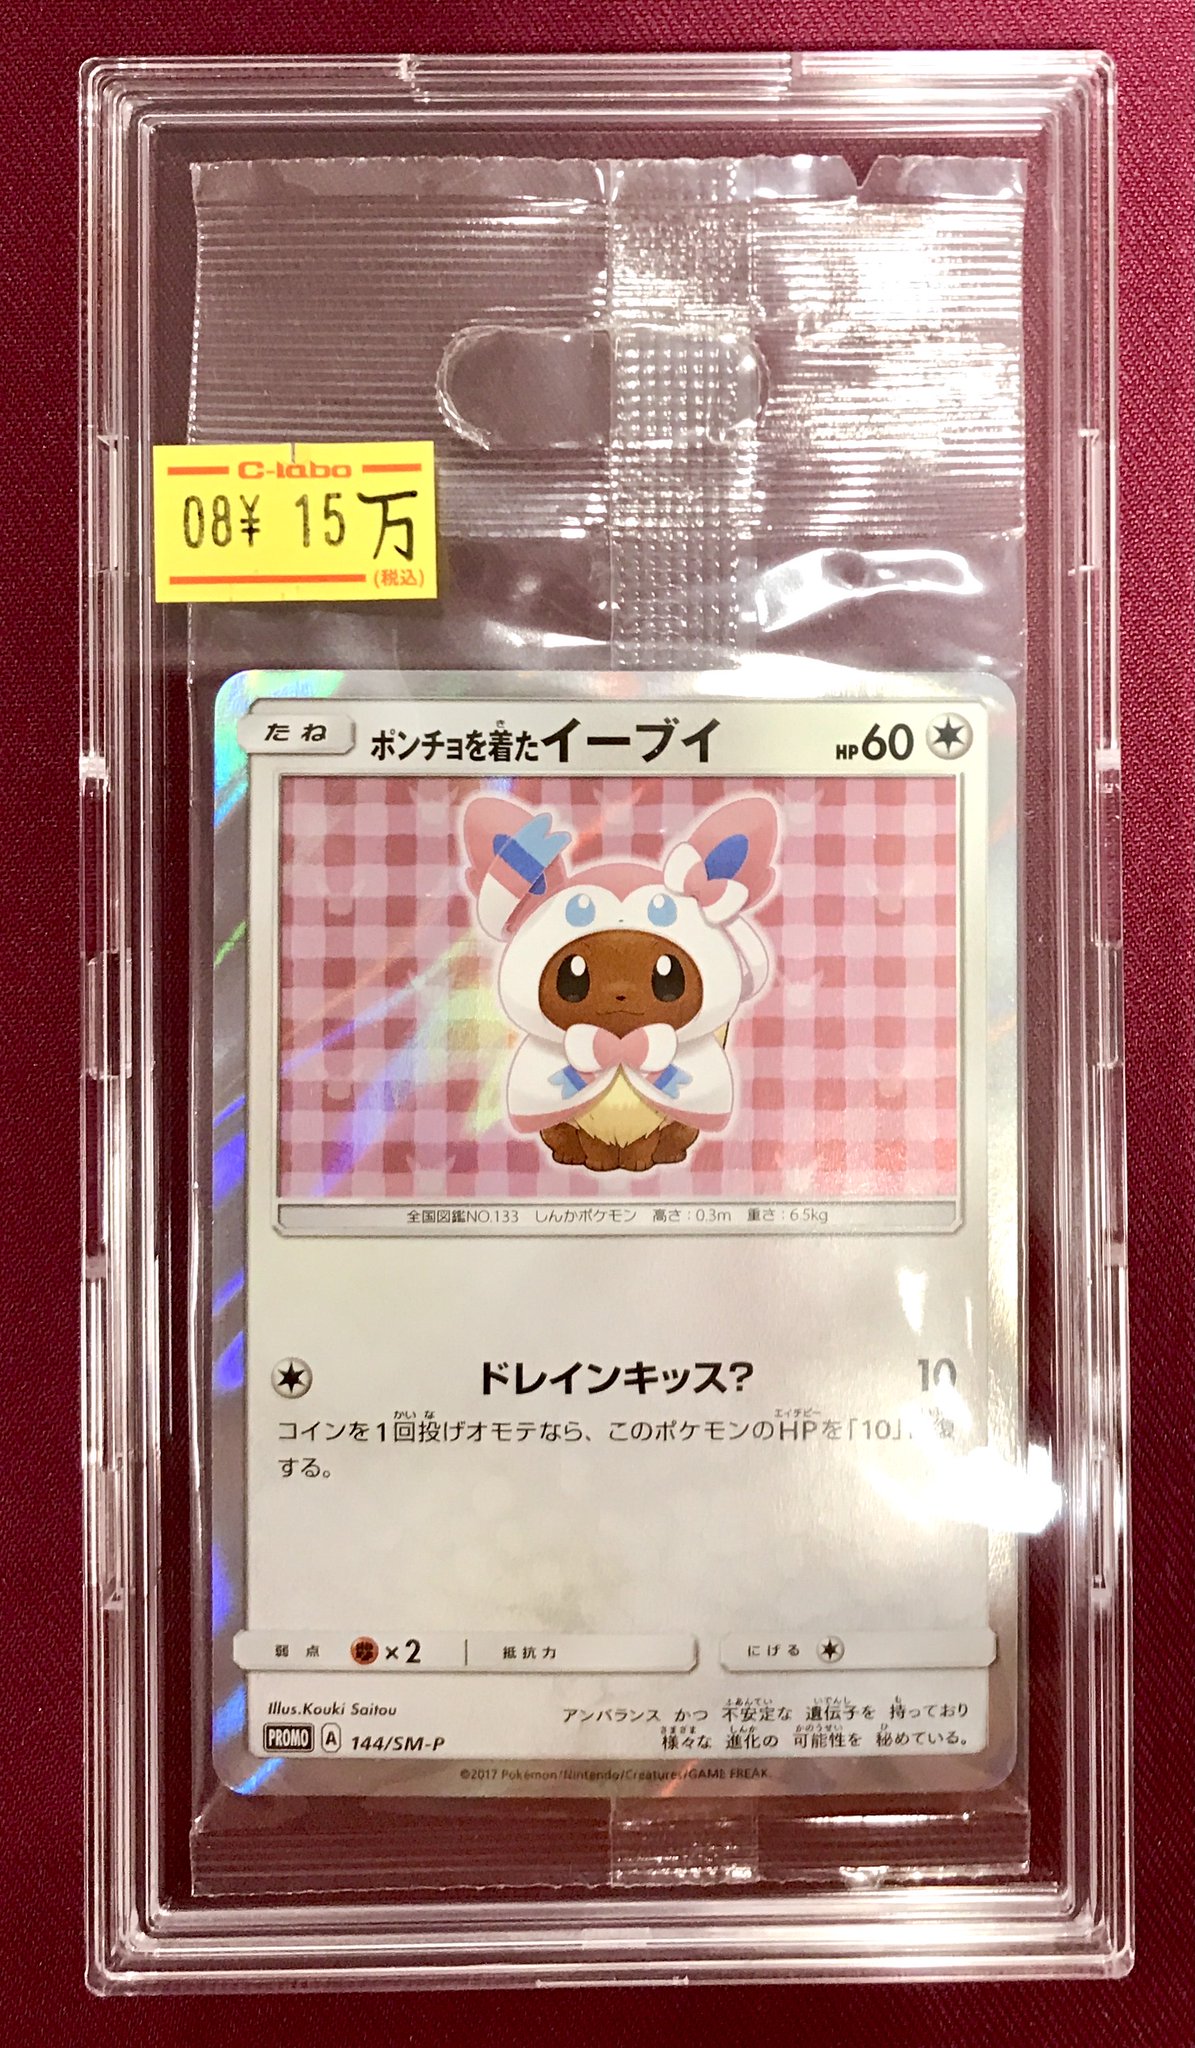 C-labo
08¥ 15万
(税込)
たね ポンチョを着たイーブイ HP60
全国図鑑NO.133 しんかポケモン 高さ:0.3m 重さ:6.5kg
ドレインキッス? 10
コインを1回投げオモテなら、このポケモンのHPを「10」復
する。
弱点 ×2 抵抗力 にげる
Illus.Kouki Saitou
PROMO A 144/SM-P
アンバランス かつ 不安定な 遺伝子を 持っており
様々な 進化の 可能性を 秘めている。
©2017 Pokémon/Nintendo/Creatures/GAME FREAK.